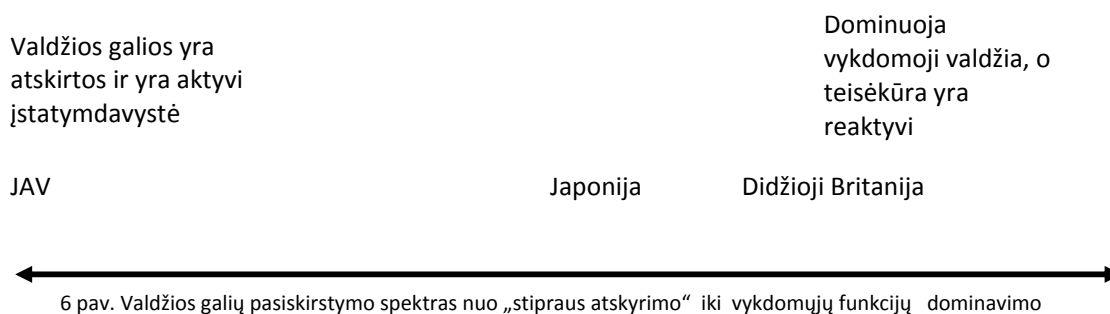 Valdžios galios yra
atskirtos ir yra aktyvi
įstatymdavystė
Dominuoja
vykdomoji valdžia, o
teisėkūra yra
reaktyvi
JAV Japonija Didžioji Britanija
6 pav. Valdžios galių pasiskirstymo spektras nuo „stipraus atskyrimo“ iki vykdomųjų funkcijų dominavimo